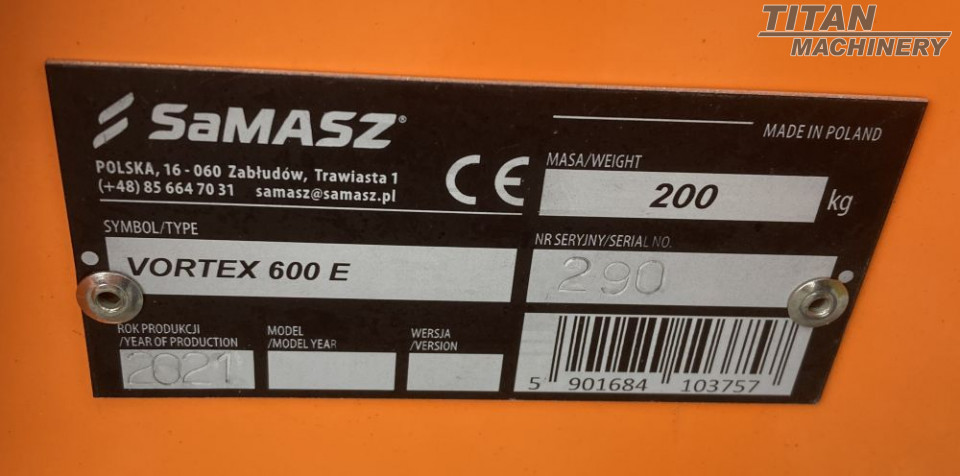 TITAN
MACHINERY
SaMASZ®
MADE IN POLAND
POLSKA, 16 - 060 Zabłudów, Trawiasta 1
(+48) 85 664 70 31 samasz@samasz.pl
CE
MASA/WEIGHT
200 kg
SYMBOL/TYPE
VORTEX 600 E
NR SERYJNY/SERIAL NO.
290
ROK PRODUKCJI
/YEAR OF PRODUCTION
2021
MODEL
/MODEL YEAR
WERSJA
/VERSION
5 901684 103757